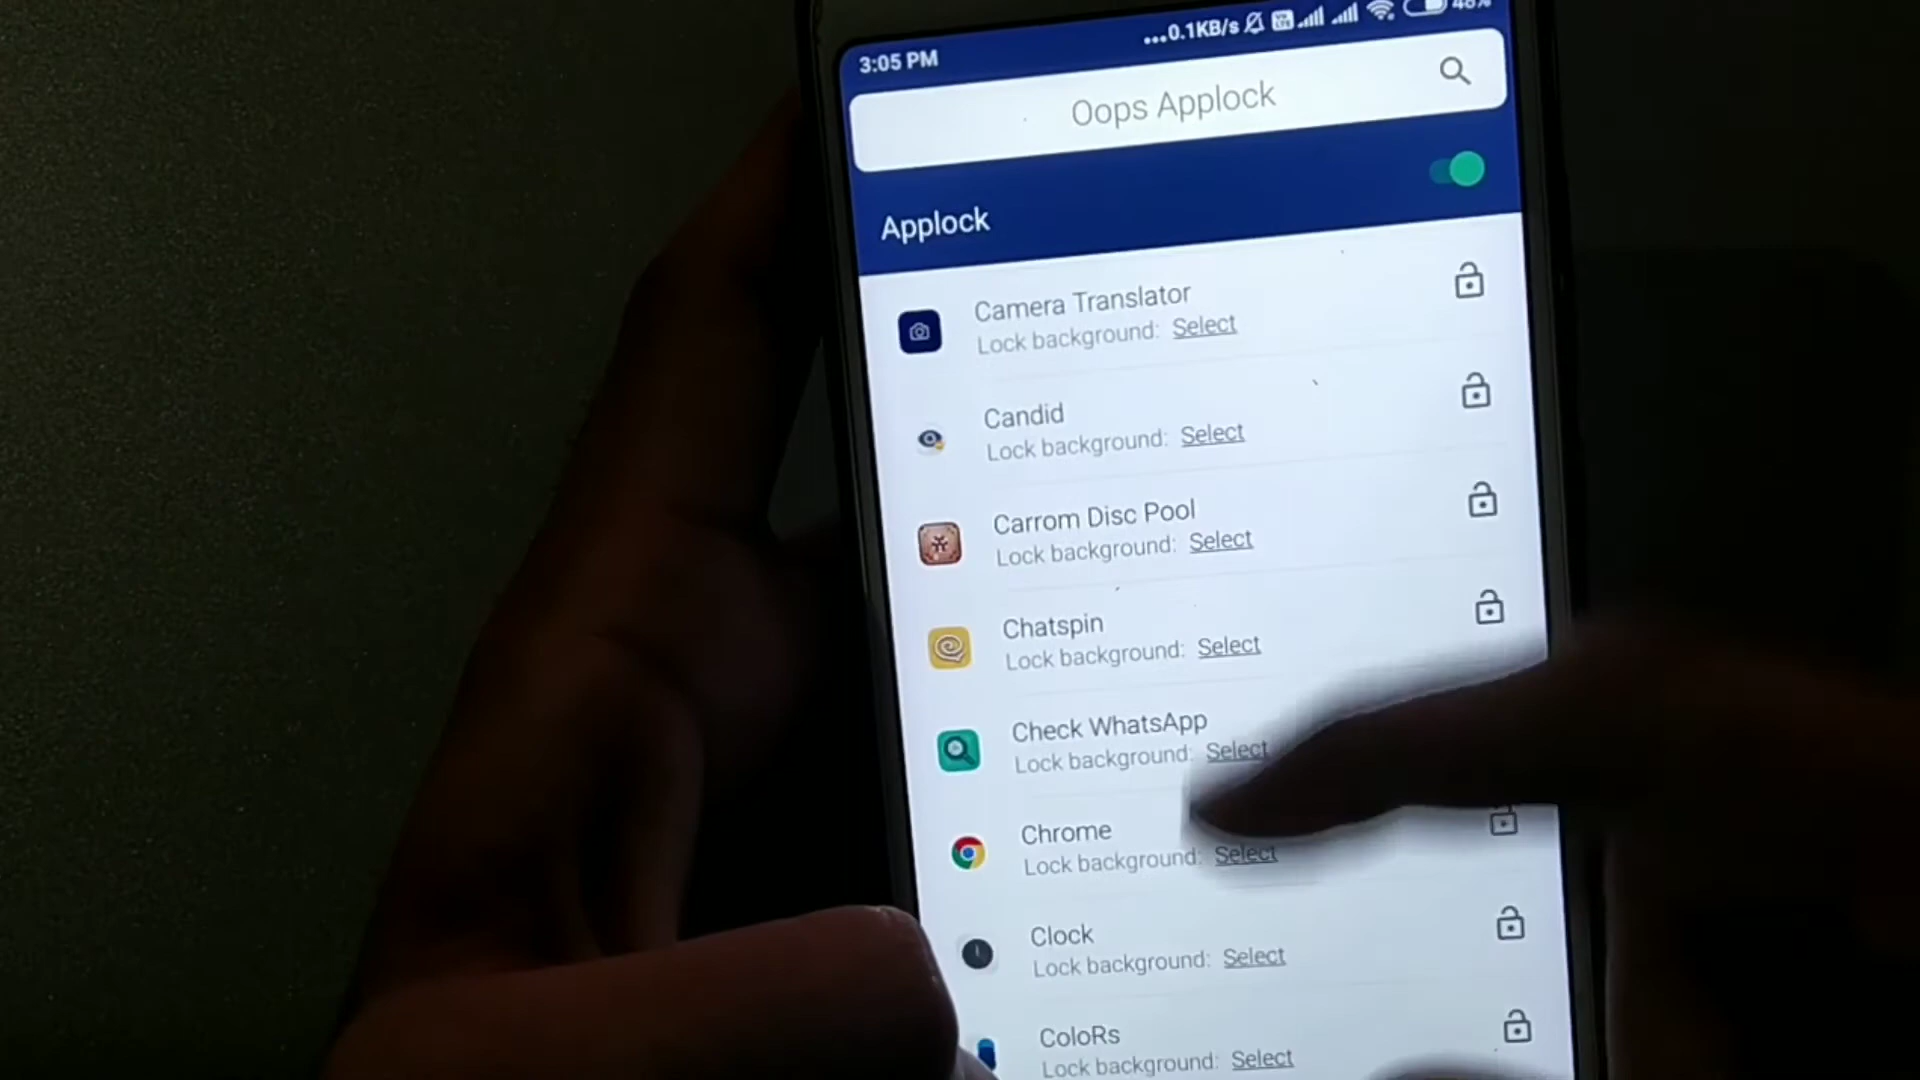 3:05 PM ...0.1KB/s 46%
Oops Applock
Applock
Camera Translator
Lock background: Select
Candid
Lock background: Select
Carrom Disc Pool
Lock background: Select
Chatspin
Lock background: Select
Check WhatsApp
Lock background: Select
Chrome
Lock background: Select
Clock
Lock background: Select
ColoRs
Lock background: Select